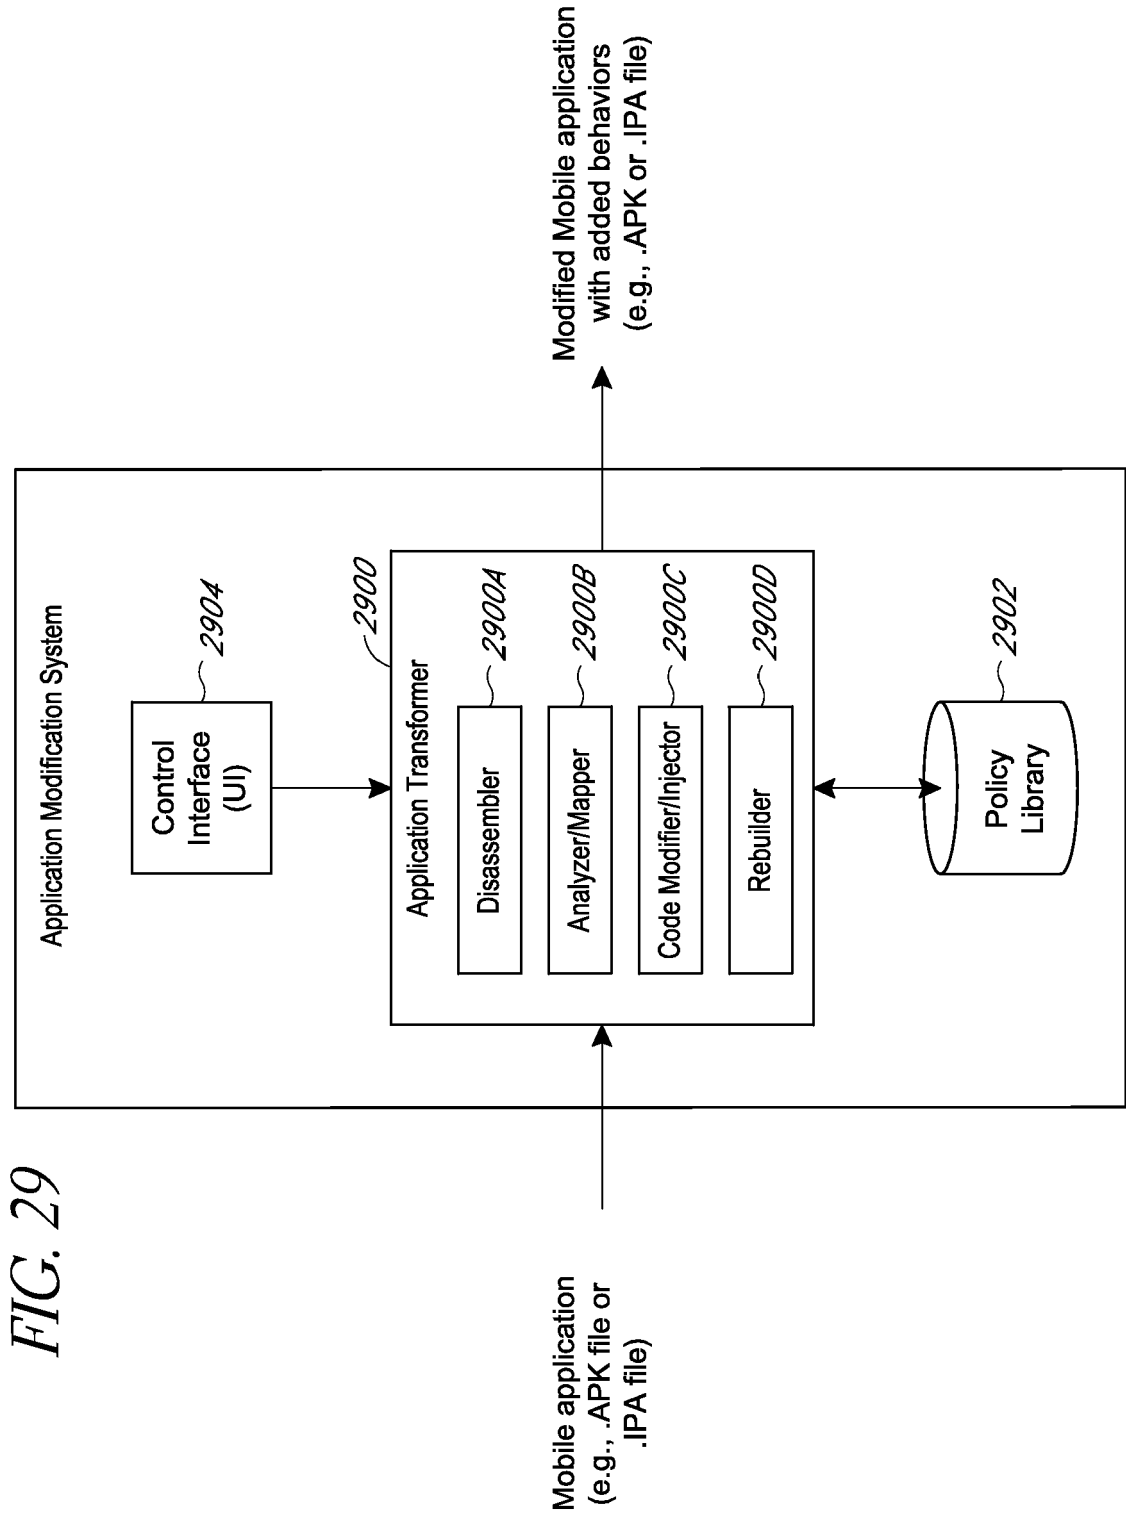 FIG. 29
Application Modification System
Control
Interface
(UI)
2904
2900
Application Transformer
Disassembler
2900A
Analyzer/Mapper
2900B
Code Modifier/Injector
2900C
Rebuilder
2900D
Policy
Library
2902
Mobile application
(e.g., .APK file or
.IPA file)
Modified Mobile application
with added behaviors
(e.g., .APK or .IPA file)